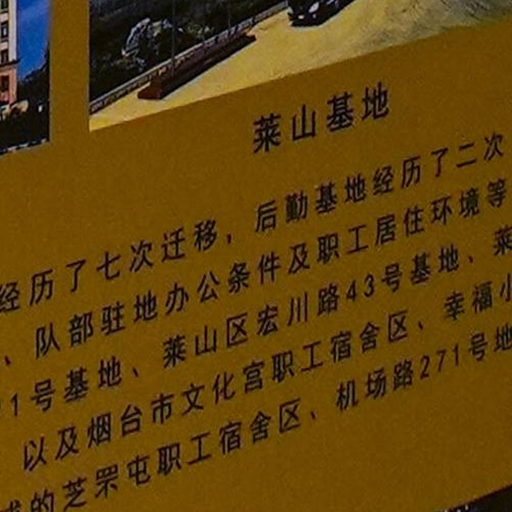 莱山基地
经历了七次迁移，后勤基地经历了二次
、队部驻地办公条件及职工居住环境等
1号基地、莱山区宏川路43号基地、莱
以及烟台市文化宫职工宿舍区、幸福小
的芝罘屯职工宿舍区、机场路271号地